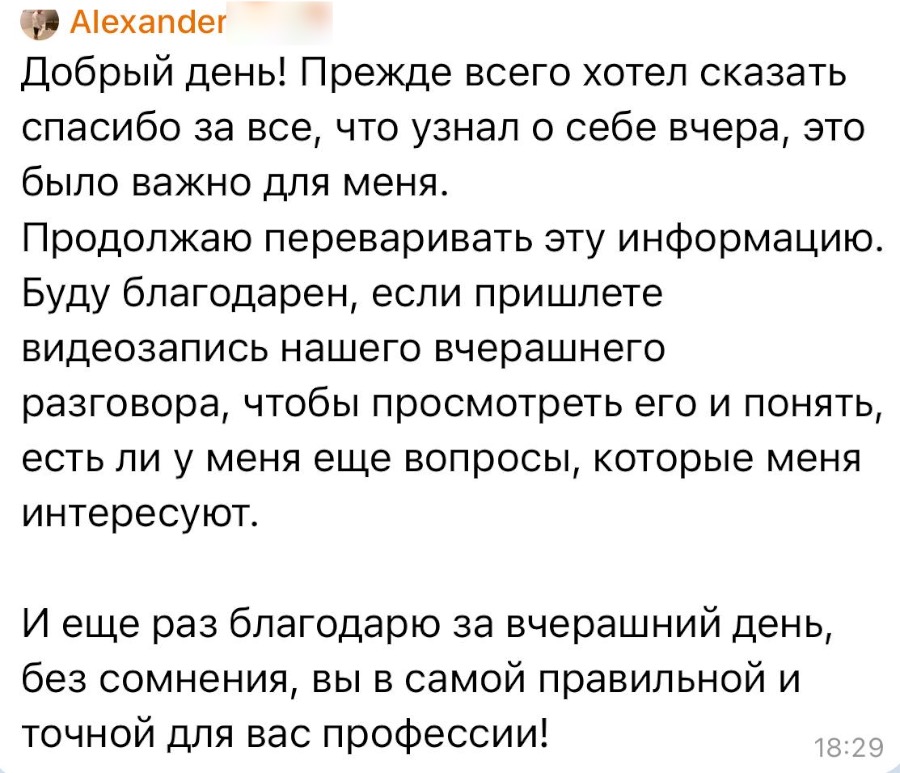 Alexander
Добрый день! Прежде всего хотел сказать
спасибо за все, что узнал о себе вчера, это
было важно для меня.
Продолжаю переваривать эту информацию.
Буду благодарен, если пришлете
видеозапись нашего вчерашнего
разговора, чтобы просмотреть его и понять,
есть ли у меня еще вопросы, которые меня
интересуют.

И еще раз благодарю за вчерашний день,
без сомнения, вы в самой правильной и
точной для вас профессии!
18:29